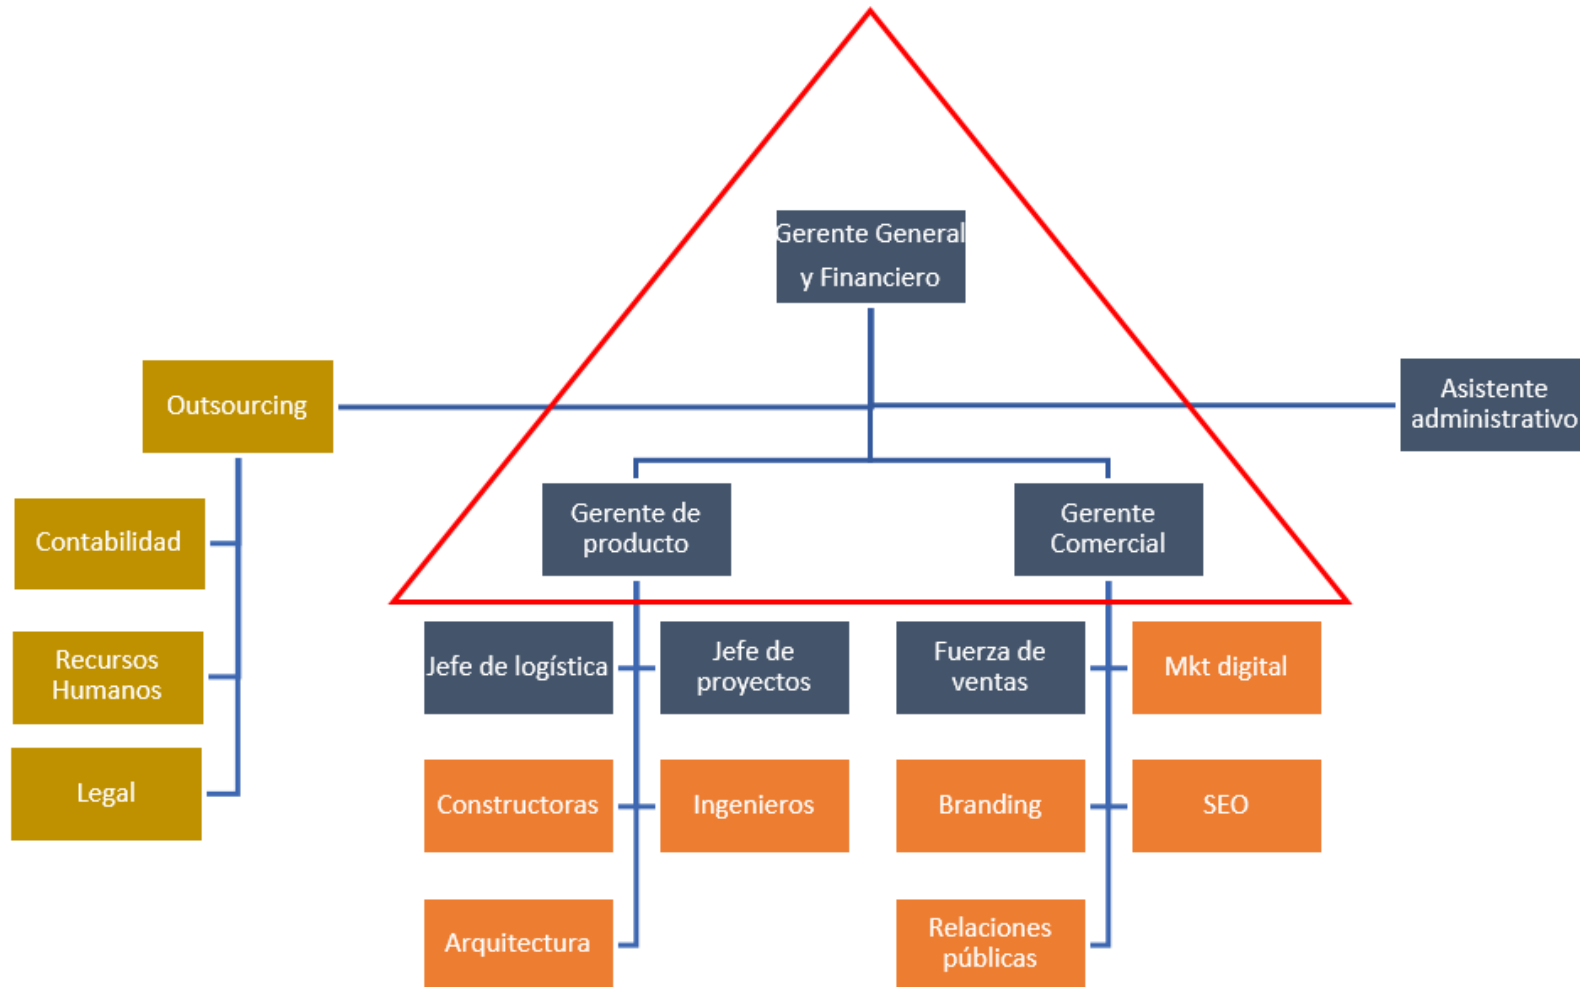 Gerente General
y Financiero
Outsourcing
Asistente
administrativo
Contabilidad
Recursos
Humanos
Legal
Gerente de
producto
Gerente
Comercial
Jefe de logística
Jefe de
proyectos
Fuerza de
ventas
Mkt digital
Constructoras
Ingenieros
Branding
SEO
Arquitectura
Relaciones
públicas